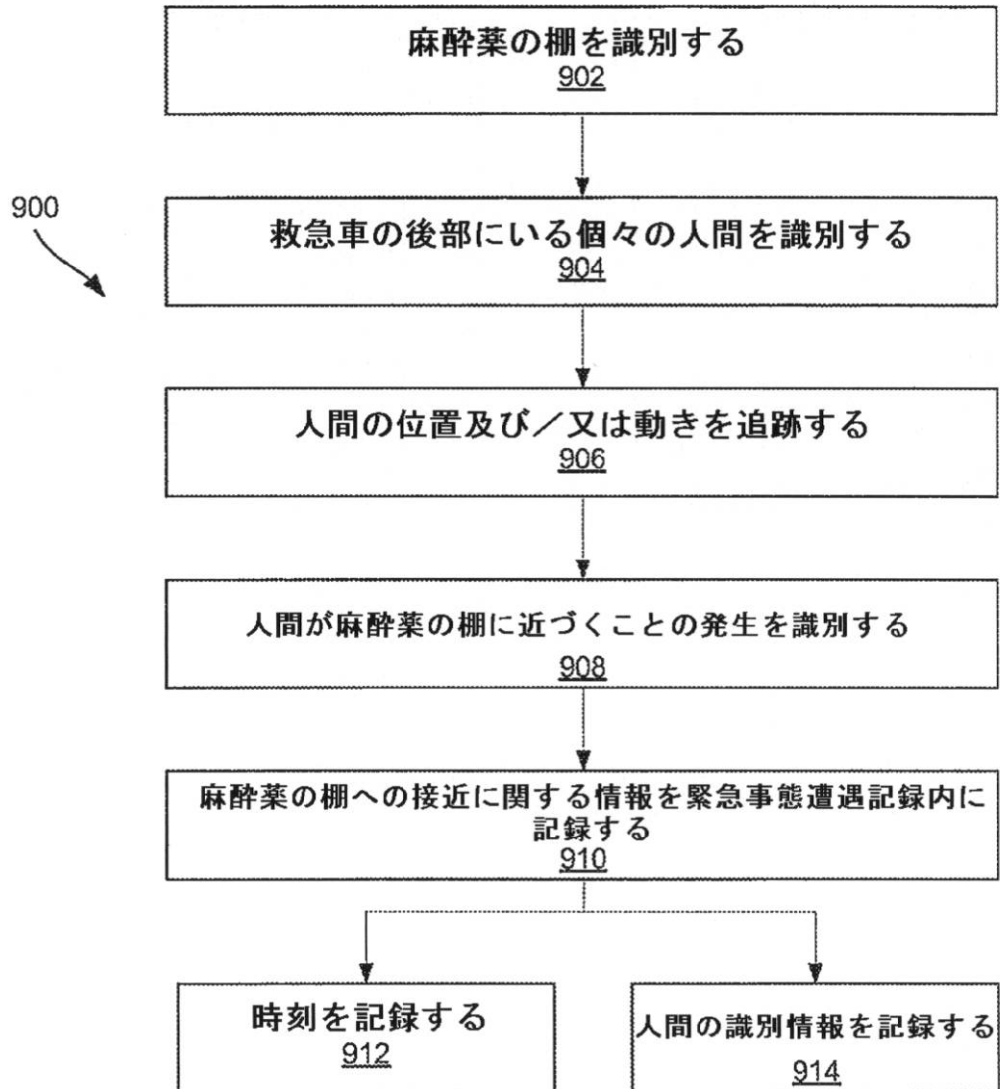 麻酔薬の棚を識別する
902
900
救急車の後部にいる個々の人間を識別する
904
人間の位置及び／又は動きを追跡する
906
人間が麻酔薬の棚に近づくことの発生を識別する
908
麻酔薬の棚への接近に関する情報を緊急事態遭遇記録内に
記録する
910
時刻を記録する
912
人間の識別情報を記録する
914